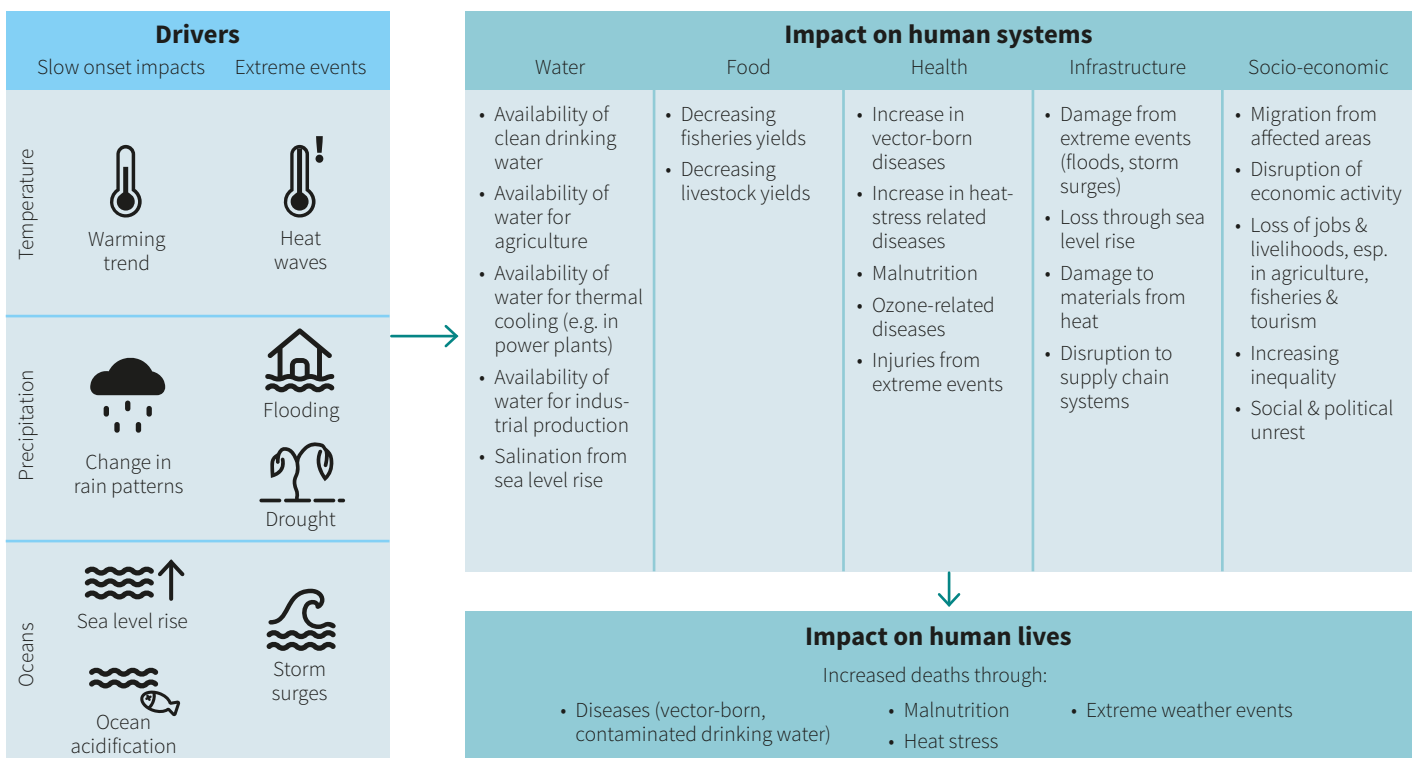 Drivers
Slow onset impacts
Extreme events
Temperature
Warming
trend
!
Heat
waves
Precipitation
Change in
rain patterns
Flooding
Drought
Oceans
Sea level rise
Ocean
acidification
Storm
surges
Impact on human systems
Water
• Availability of
clean drinking
water
• Availability of
water for
agriculture
• Availability of
water for thermal
cooling (e.g. in
power plants)
• Availability of
water for indus-
trial production
• Salination from
sea level rise
Food
• Decreasing
fisheries yields
• Decreasing
livestock yields
Health
• Increase in
vector-born
diseases
• Increase in heat-
stress related
diseases
• Malnutrition
• Ozone-related
diseases
• Injuries from
extreme events
Infrastructure
• Damage from
extreme events
(floods, storm
surges)
• Loss through sea
level rise
• Damage to
materials from
heat
• Disruption to
supply chain
systems
Socio-economic
• Migration from
affected areas
• Disruption of
economic activity
• Loss of jobs &
livelihoods, esp.
in agriculture,
fisheries &
tourism
• Increasing
inequality
• Social & political
unrest
Impact on human lives
Increased deaths through:
• Diseases (vector-born,
contaminated drinking water)
• Malnutrition
• Heat stress
• Extreme weather events